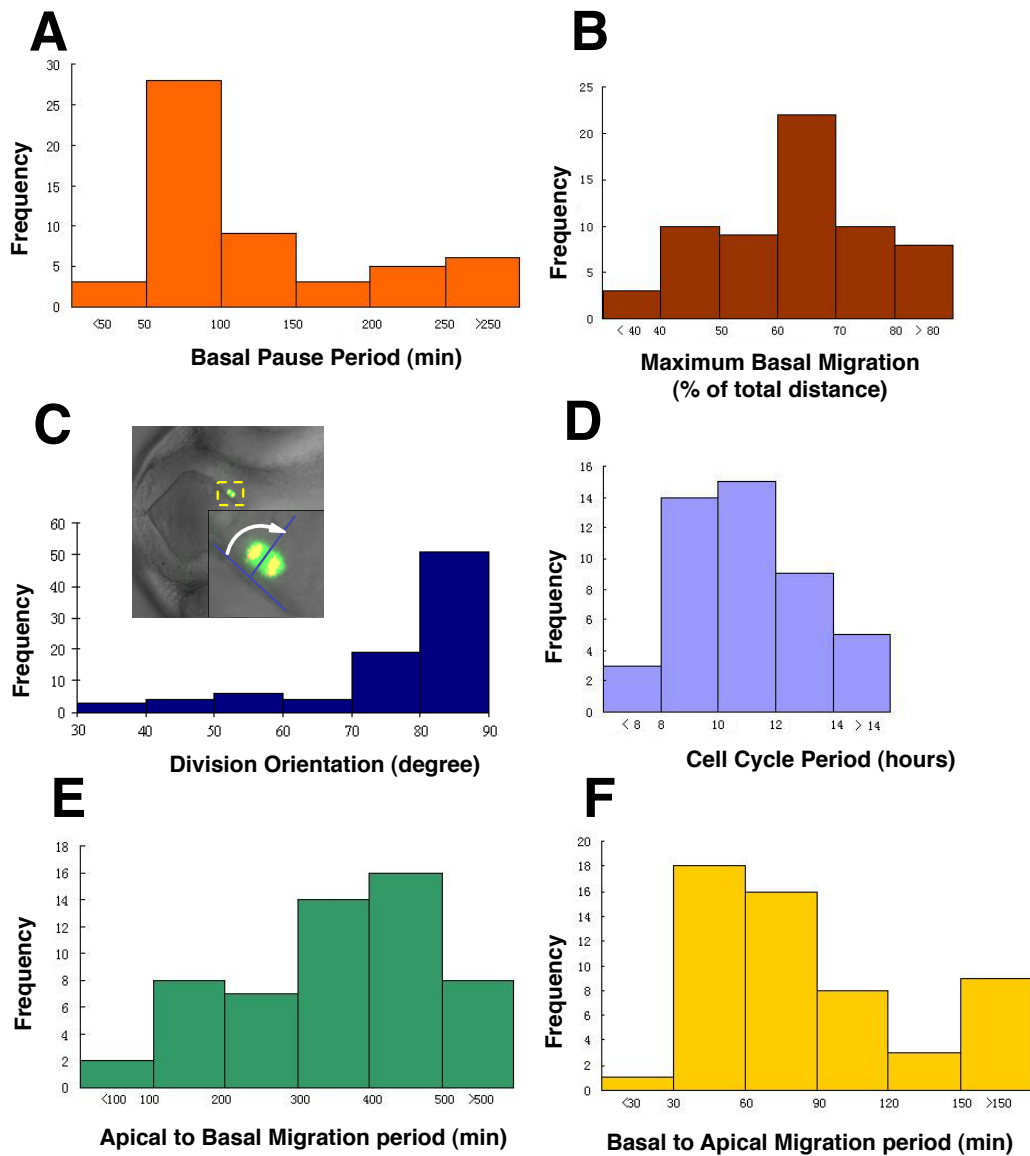 A
30
25
20
15
10
5
0
Frequency
<50 50 100 150 200 250 >250
Basal Pause Period (min)
B
25
20
15
10
5
0
Frequency
< 40 40 50 60 70 80 > 80
Maximum Basal Migration
(% of total distance)
C
60
50
40
30
20
10
0
Frequency
30 40 50 60 70 80 90
Division Orientation (degree)
D
16
14
12
10
8
6
4
2
0
Frequency
< 8 8 10 12 14 > 14
Cell Cycle Period (hours)
E
18
16
14
12
10
8
6
4
2
0
Frequency
<100 100 200 300 400 500 >500
Apical to Basal Migration period (min)
F
20
18
16
14
12
10
8
6
4
2
0
Frequency
<30 30 60 90 120 150 >150
Basal to Apical Migration period (min)